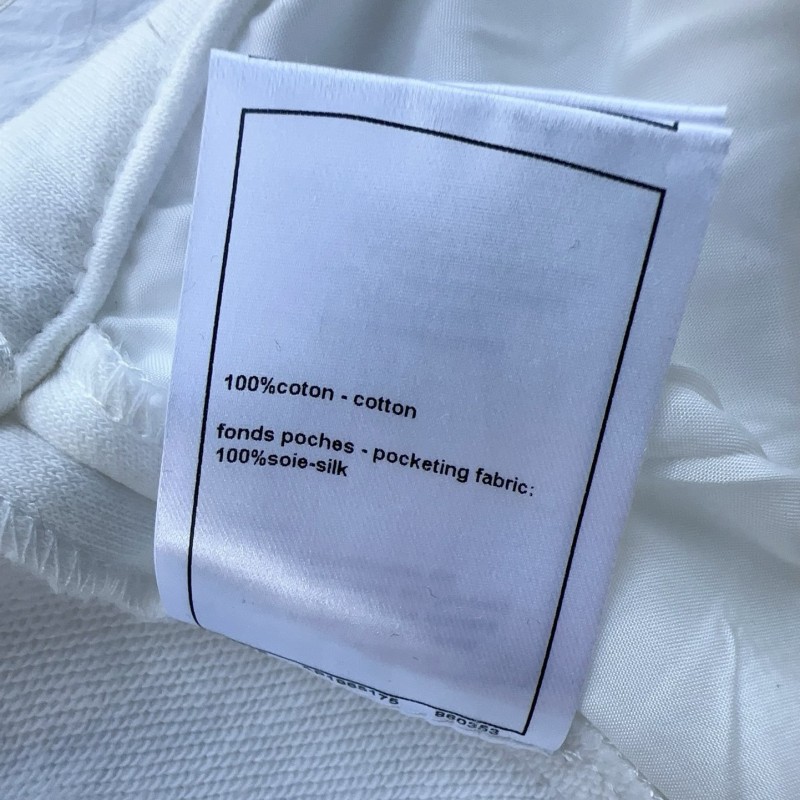 100%coton - cotton
fonds poches - pocketing fabric:
100%soie-silk